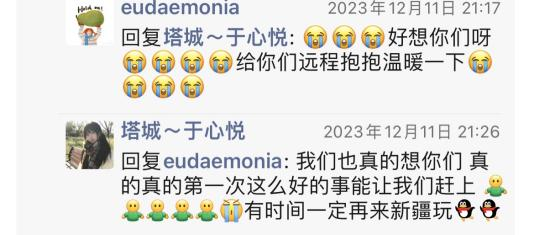 Hold on!
eudaemonia
2023年12月11日 21:17
回复塔城～于心悦: 😭😭😭好想你们呀
😭😭😭😭给你们远程抱抱温暖一下😭
😭😭😭
塔城～于心悦
2023年12月11日 21:26
回复eudaemonia: 我们也真的想你们 真
的真的第一次这么好的事能让我们赶上
有时间一定再来新疆玩🐧🐧